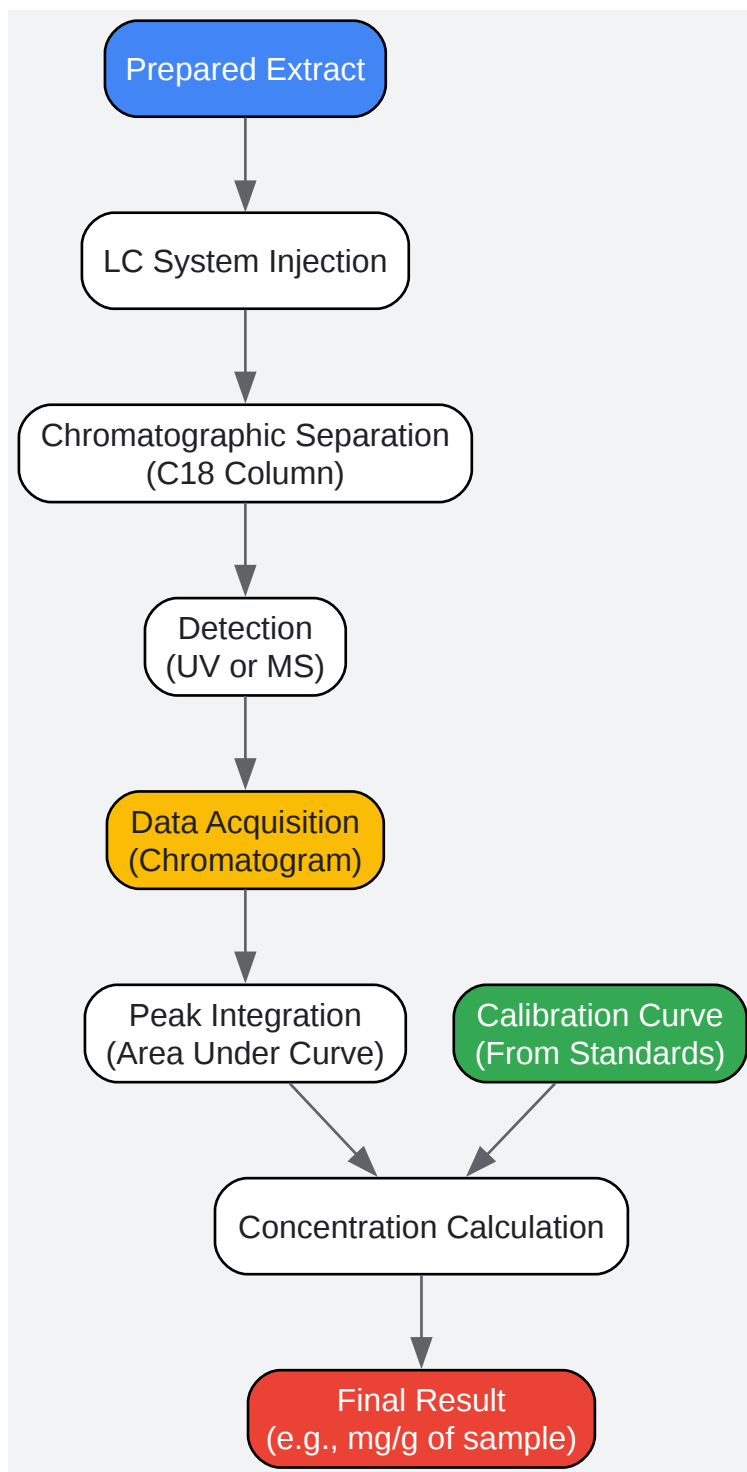 Prepared Extract
LC System Injection
Chromatographic Separation
(C18 Column)
Detection
(UV or MS)
Data Acquisition
(Chromatogram)
Peak Integration
(Area Under Curve)
Calibration Curve
(From Standards)
Concentration Calculation
Final Result
(e.g., mg/g of sample)